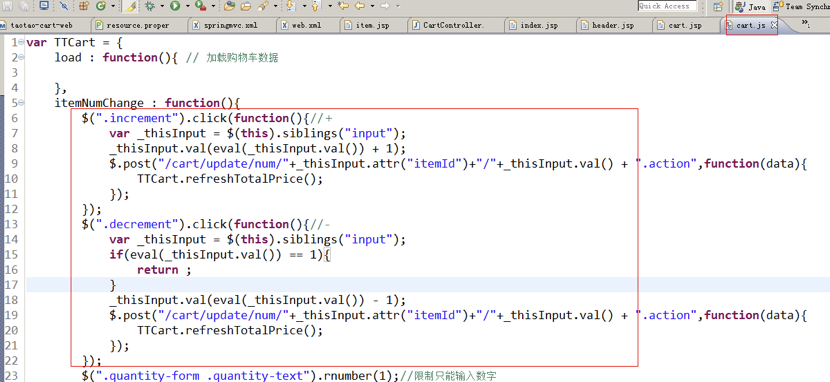 Quick Access
Java
Team Synchr
taotao-cart-web
resource.proper
springmvc.xml
web.xml
item.jsp
CartController.
index.jsp
header.jsp
cart.jsp
cart.js
1 var TTCart = {
2 load : function(){ // 加载购物车数据
3
4 },
5 itemNumChange : function(){
6 $(".increment").click(function(){//+
7 var _thisInput = $(this).siblings("input");
8 _thisInput.val(eval(_thisInput.val()) + 1);
9 $.post("/cart/update/num/"+_thisInput.attr("itemId")+"/"+_thisInput.val() + ".action",function(data){
10 TTCart.refreshTotalPrice();
11 });
12 });
13 $(".decrement").click(function(){//-
14 var _thisInput = $(this).siblings("input");
15 if(eval(_thisInput.val()) == 1){
16 return ;
17 }
18 _thisInput.val(eval(_thisInput.val()) - 1);
19 $.post("/cart/update/num/"+_thisInput.attr("itemId")+"/"+_thisInput.val() + ".action",function(data){
20 TTCart.refreshTotalPrice();
21 });
22 });
23 $(".quantity-form .quantity-text").rnumber(1);//限制只能输入数字